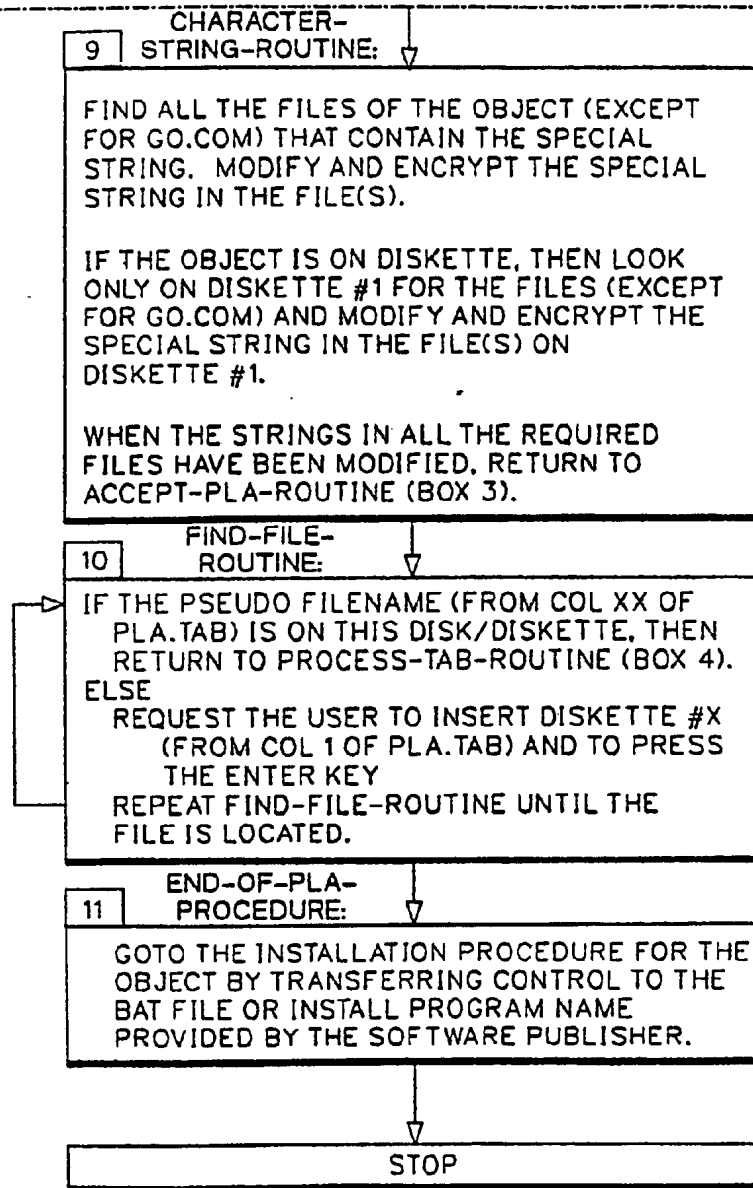 CHARACTER-
9 STRING-ROUTINE:
FIND ALL THE FILES OF THE OBJECT (EXCEPT
FOR GO.COM) THAT CONTAIN THE SPECIAL
STRING. MODIFY AND ENCRYPT THE SPECIAL
STRING IN THE FILE(S).
IF THE OBJECT IS ON DISKETTE, THEN LOOK
ONLY ON DISKETTE #1 FOR THE FILES (EXCEPT
FOR GO.COM) AND MODIFY AND ENCRYPT THE
SPECIAL STRING IN THE FILE(S) ON
DISKETTE #1.
WHEN THE STRINGS IN ALL THE REQUIRED
FILES HAVE BEEN MODIFIED, RETURN TO
ACCEPT-PLA-ROUTINE (BOX 3).
FIND-FILE-
10 ROUTINE:
IF THE PSEUDO FILENAME (FROM COL XX OF
PLA.TAB) IS ON THIS DISK/DISKETTE, THEN
RETURN TO PROCESS-TAB-ROUTINE (BOX 4).
ELSE
REQUEST THE USER TO INSERT DISKETTE #X
(FROM COL 1 OF PLA.TAB) AND TO PRESS
THE ENTER KEY
REPEAT FIND-FILE-ROUTINE UNTIL THE
FILE IS LOCATED.
END-OF-PLA-
11 PROCEDURE:
GOTO THE INSTALLATION PROCEDURE FOR THE
OBJECT BY TRANSFERRING CONTROL TO THE
BAT FILE OR INSTALL PROGRAM NAME
PROVIDED BY THE SOFTWARE PUBLISHER.
STOP